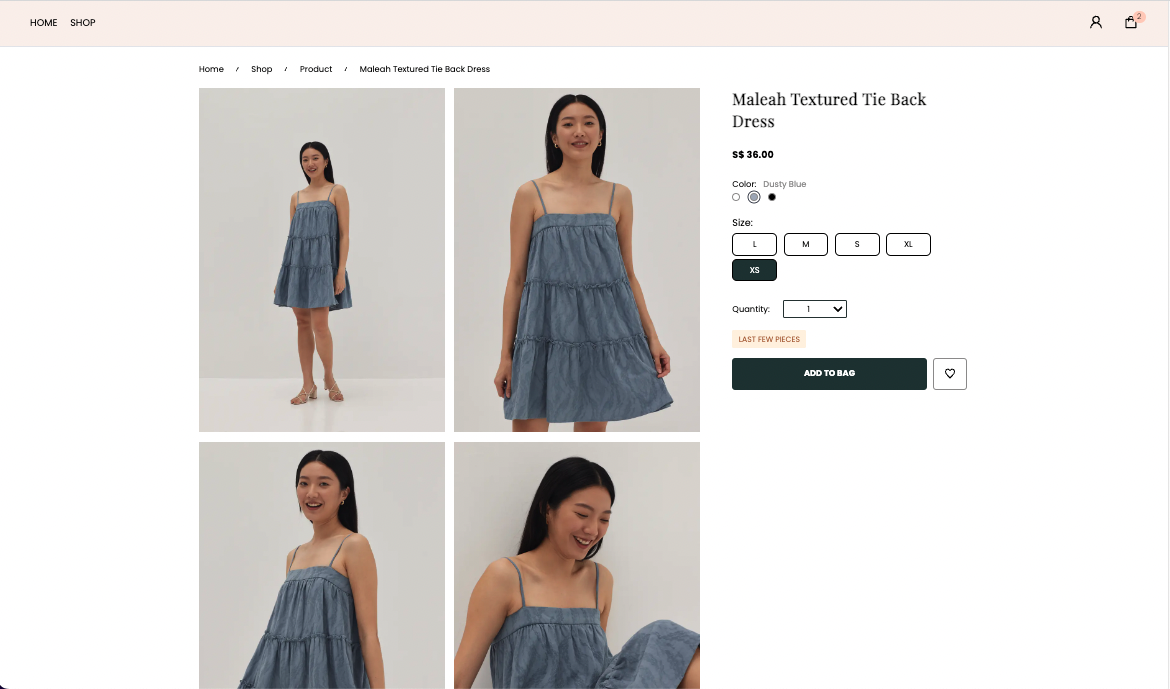 HOME SHOP
2
Home / Shop / Product / Maleah Textured Tie Back Dress
Maleah Textured Tie Back
Dress
S$ 36.00
Color: Dusty Blue
Size:
L M S XL
XS
Quantity: 1
LAST FEW PIECES
ADD TO BAG